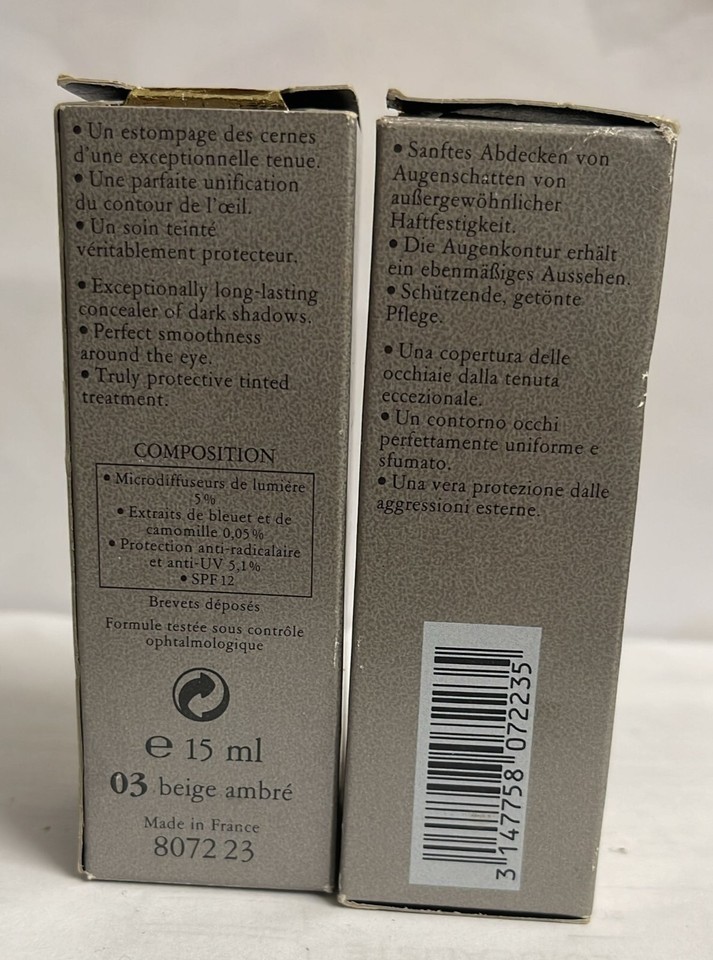 • Un estompage des cernes
d'une exceptionnelle tenue.
• Une parfaite unification
du contour de l'œil.
• Un soin teinté
véritablement protecteur.
• Exceptionally long-lasting
concealer of dark shadows.
• Perfect smoothness
around the eye.
• Truly protective tinted
treatment.
COMPOSITION
• Microdiffuseurs de lumière
5%
• Extraits de bleuet et de
camomille 0,05%
• Protection anti-radicalaire
et anti-UV 5,1%
• SPF 12
Brevets déposés
Formule testée sous contrôle
ophtalmologique
e 15 ml
03 beige ambré
Made in France
8072 23
• Sanftes Abdecken von
Augenschatten von
außergewöhnlicher
Haftfestigkeit.
• Die Augenkontur erhält
ein ebenmäßiges Aussehen.
• Schützende, getönte
Pflege.
• Una copertura delle
occhiaie dalla tenuta
eccezionale.
• Un contorno occhi
perfettamente uniforme e
sfumato.
• Una vera protezione dalle
aggressioni esterne.
3 147758 072235